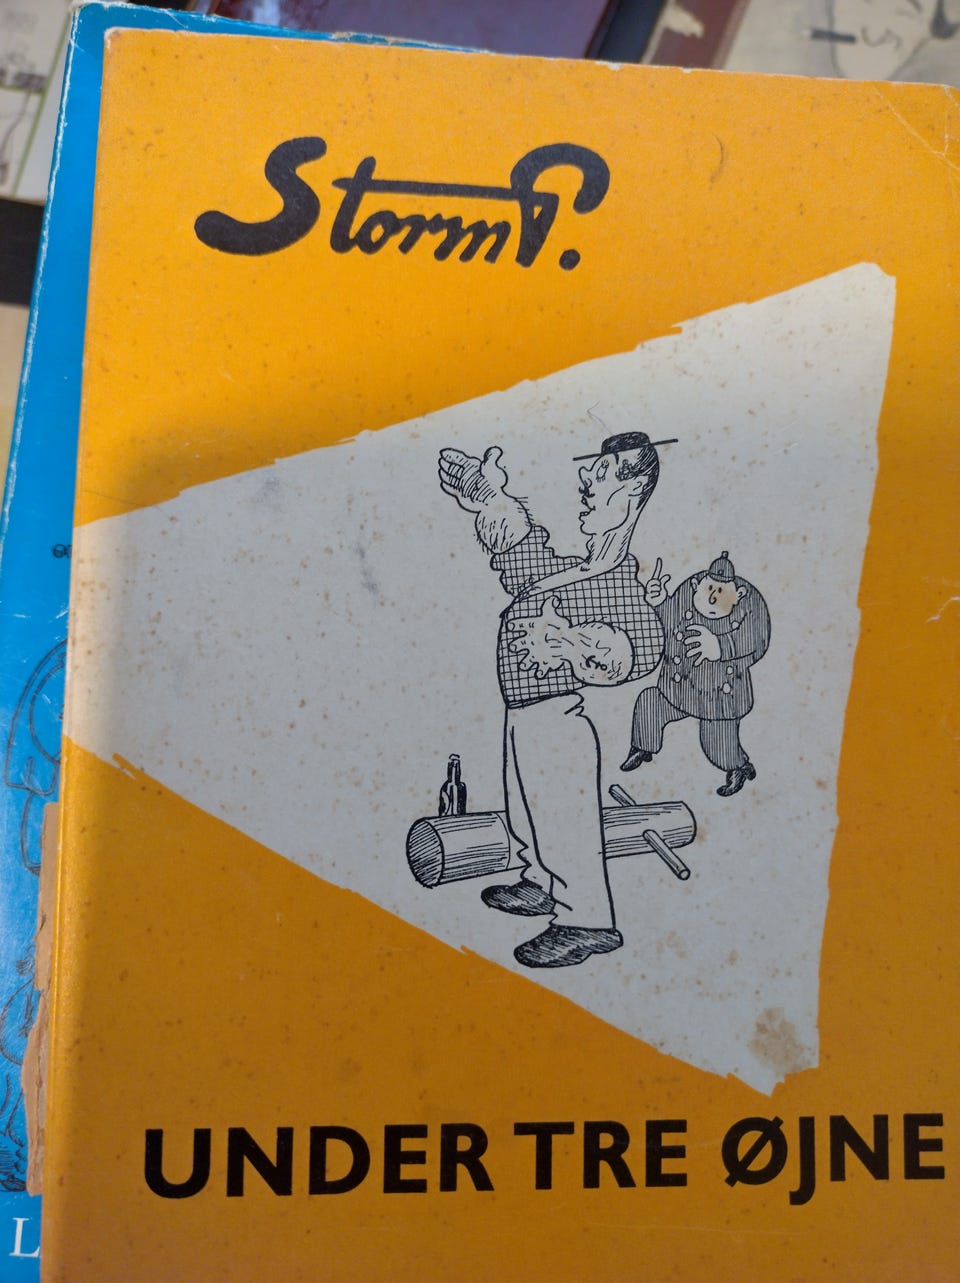 Storm P.
UNDER TRE ØJNE
L